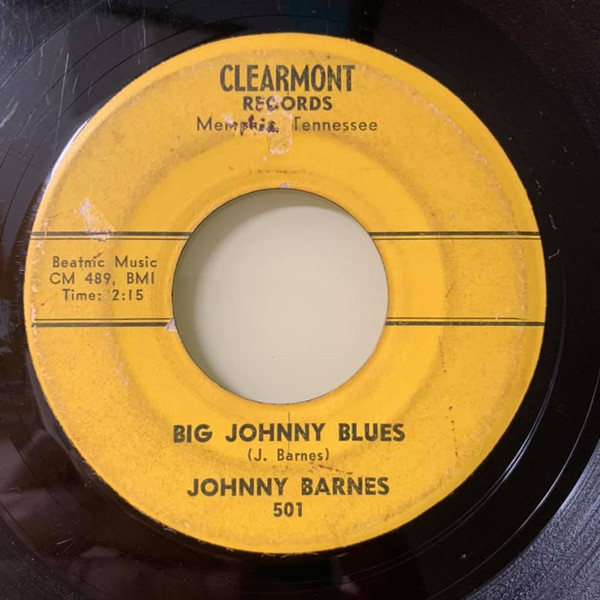 CLEARMONT
RECORDS
Memphis, Tennessee
Beatnic Music
CM 489, BMI
Time: 2:15
BIG JOHNNY BLUES
(J. Barnes)
JOHNNY BARNES
501